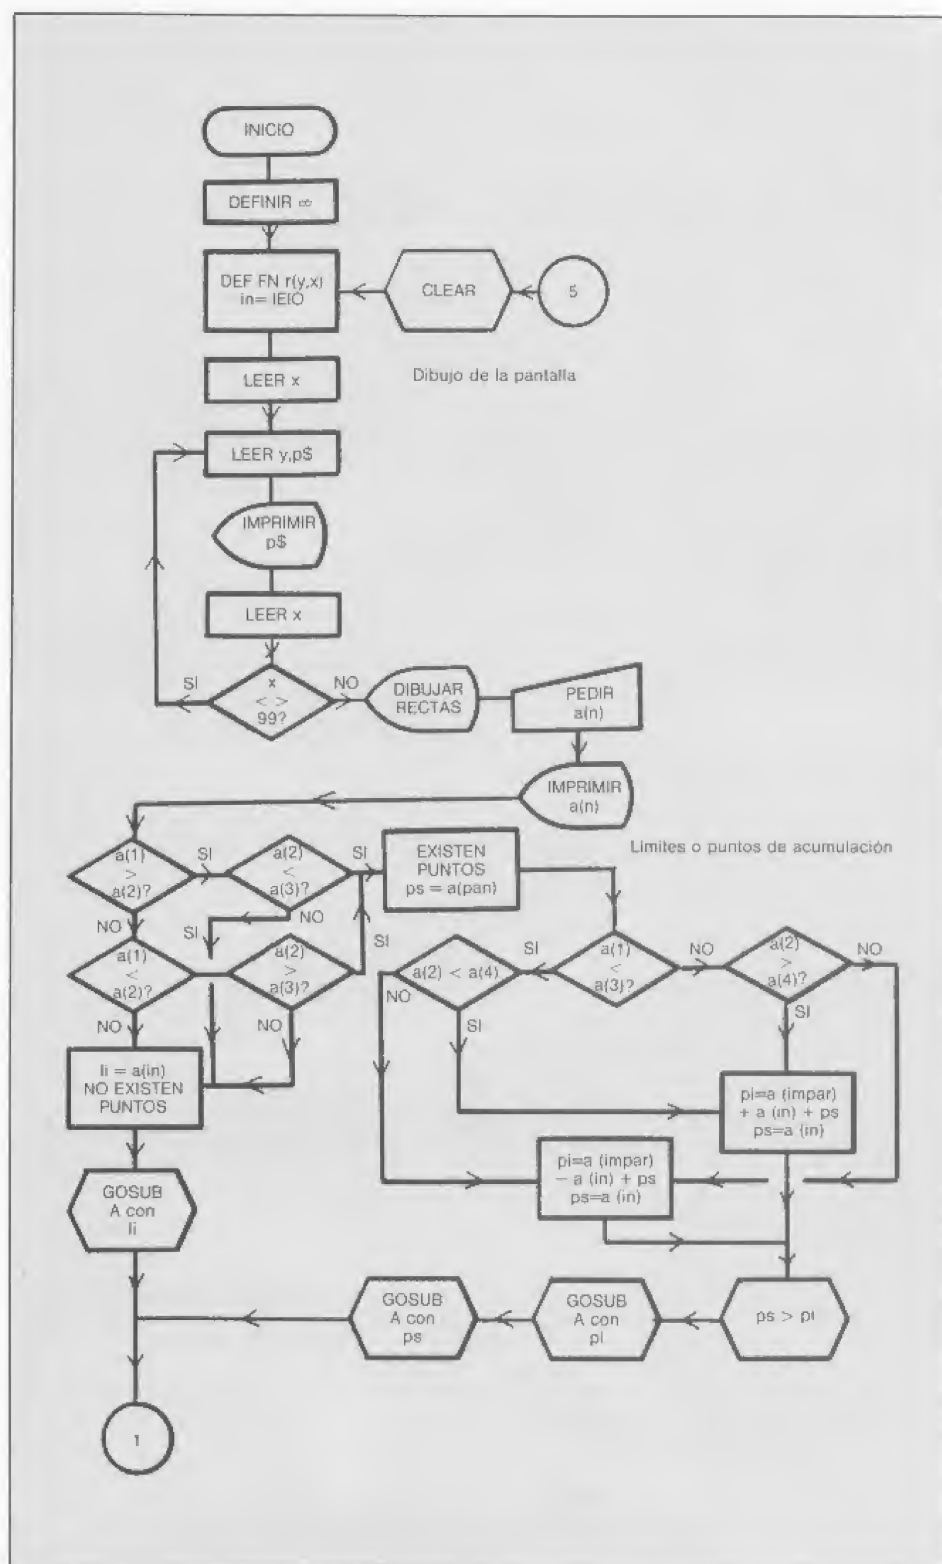 INICIO
DEFINIR ∞
DEF FN r(y,x)
in= IEIO
CLEAR
5
LEER x
Dibujo de la pantalla
LEER y,p$
IMPRIMIR
p$
LEER x
SI
x
< >
99?
NO
DIBUJAR
RECTAS
PEDIR
a(n)
IMPRIMIR
a(n)
Limites o puntos de acumulación
a(1)
>
a(2)?
SI
a(2)
<
a(3)?
SI
EXISTEN
PUNTOS
ps = a(pan)
NO
SI
NO
a(1)
<
a(2)?
a(2)
>
a(3)?
SI
a(2) < a(4)
SI
a(1)
<
a(3)?
NO
a(2)
>
a(4)?
NO
NO
NO
NO
SI
SI
li = a(in)
NO EXISTEN
PUNTOS
pi=a (impar)
+ a (in) + ps
ps=a (in)
pi=a (impar)
− a (in) + ps
ps=a (in)
GOSUB
A con
li
GOSUB
A con
ps
GOSUB
A con
pi
ps > pi
1